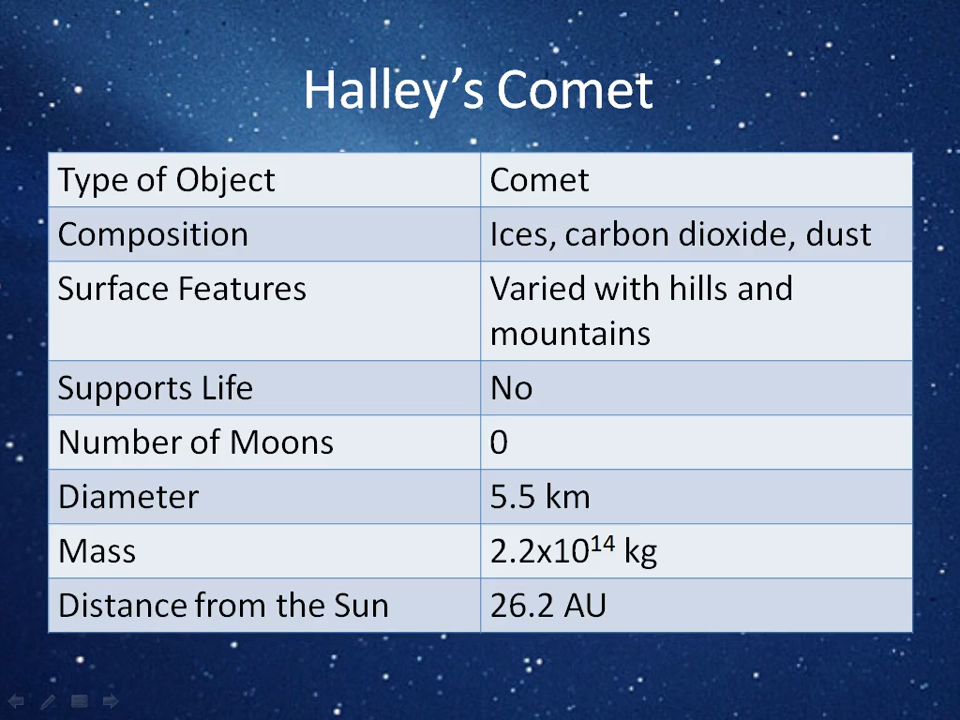 Halley’s Comet
Type of Object Comet
Composition Ices, carbon dioxide, dust
Surface Features Varied with hills and
mountains
Supports Life No
Number of Moons 0
Diameter 5.5 km
Mass 2.2x10¹⁴ kg
Distance from the Sun 26.2 AU